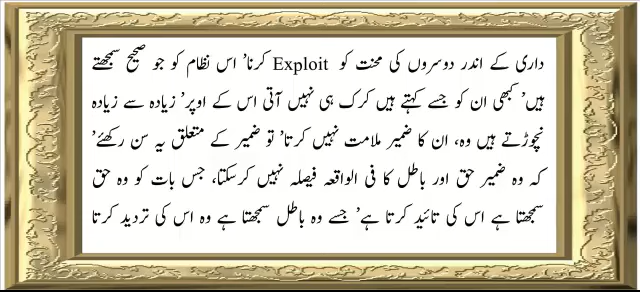 داری کے اندر دوسروں کی محنت کو Exploit کرنا' اس نظام کو جو صحیح سمجھتے
ہیں' کبھی ان کو جسے کہتے ہیں کرک ہی نہیں آتی اس کے اوپر' زیادہ سے زیادہ
نچوڑتے ہیں وہ، ان کا ضمیر ملامت نہیں کرتا' تو ضمیر کے متعلق یہ سن رکھئے'
کہ وہ ضمیر حق اور باطل کا فی الواقعہ فیصلہ نہیں کرسکتا، جس بات کو وہ حق
سمجھتا ہے اس کی تائید کرتا ہے' جسے وہ باطل سمجھتا ہے وہ اس کی تردید کرتا